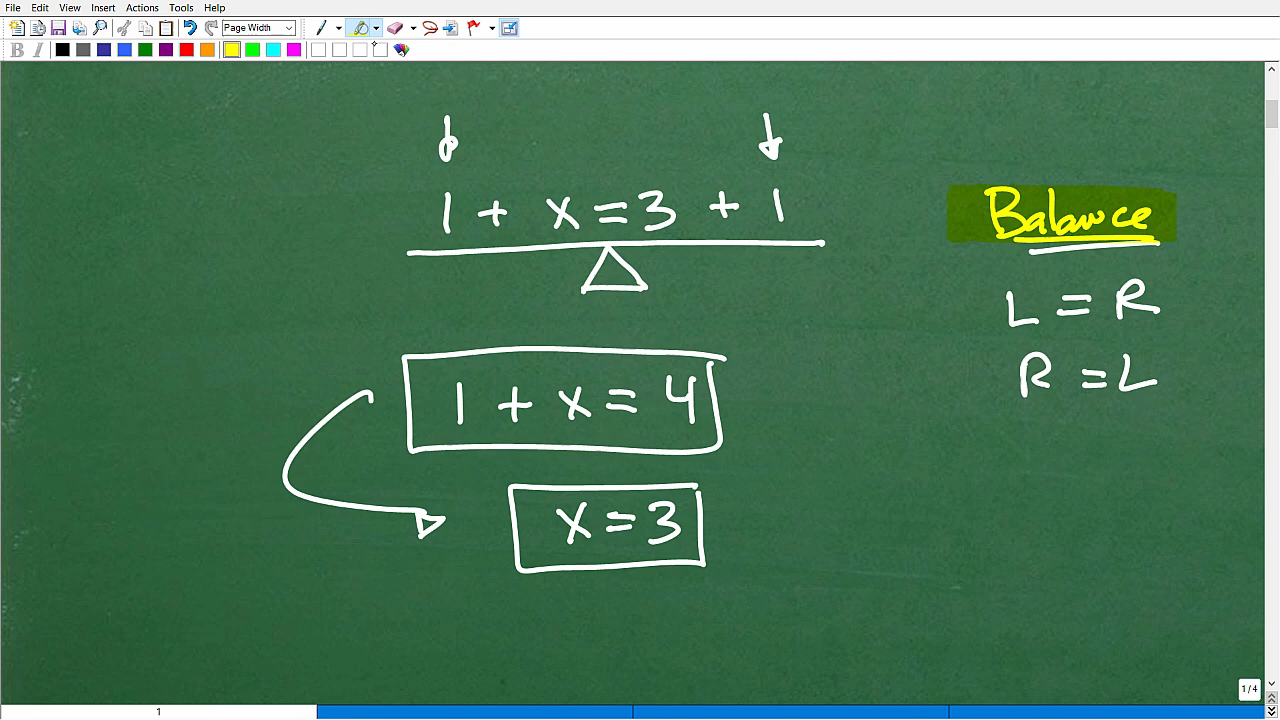 File Edit View Insert Actions Tools Help
Page Width
B I
1 + x = 3 + 1
Balance
L = R
1 + x = 4
R = L
x = 3
1/4
1